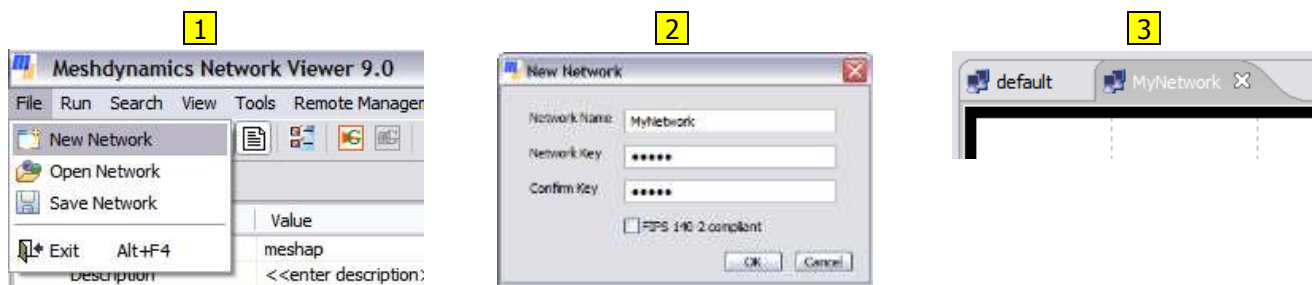 1
Meshdynamics Network Viewer 9.0
File Run Search View Tools Remote Manager
New Network
Open Network
Save Network
Exit Alt+F4
Value
meshap
Description <<enter description>
2
New Network
Network Name MyNetwork
Network Key •••••
Confirm Key •••••
FIPS 140-2 compliant
OK Cancel
3
default MyNetwork